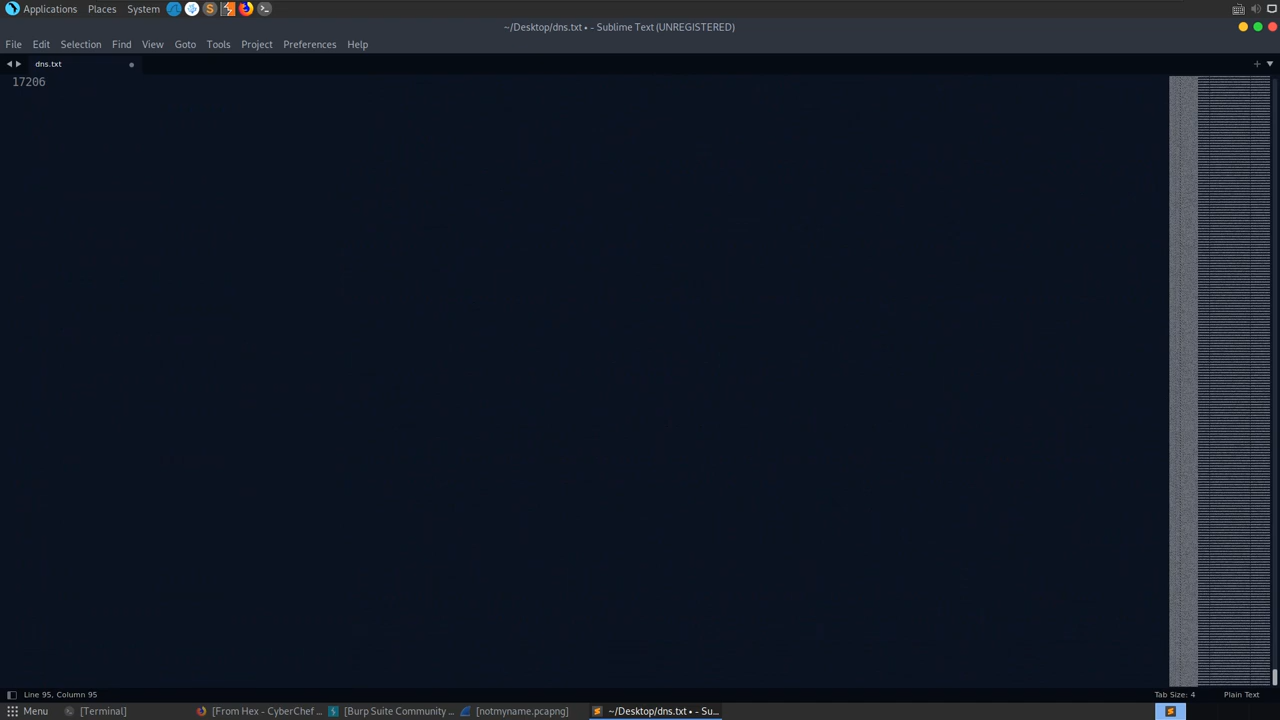 Applications Places System
~/Desktop/dns.txt • - Sublime Text (UNREGISTERED)
File Edit Selection Find View Goto Tools Project Preferences Help
dns.txt
17206
Line 95, Column 95 Tab Size: 4 Plain Text
Menu [Terminal] [From Hex - CyberChef ... [Burp Suite Community ... [notmyname.pcapng] ~/Desktop/dns.txt • - Su...